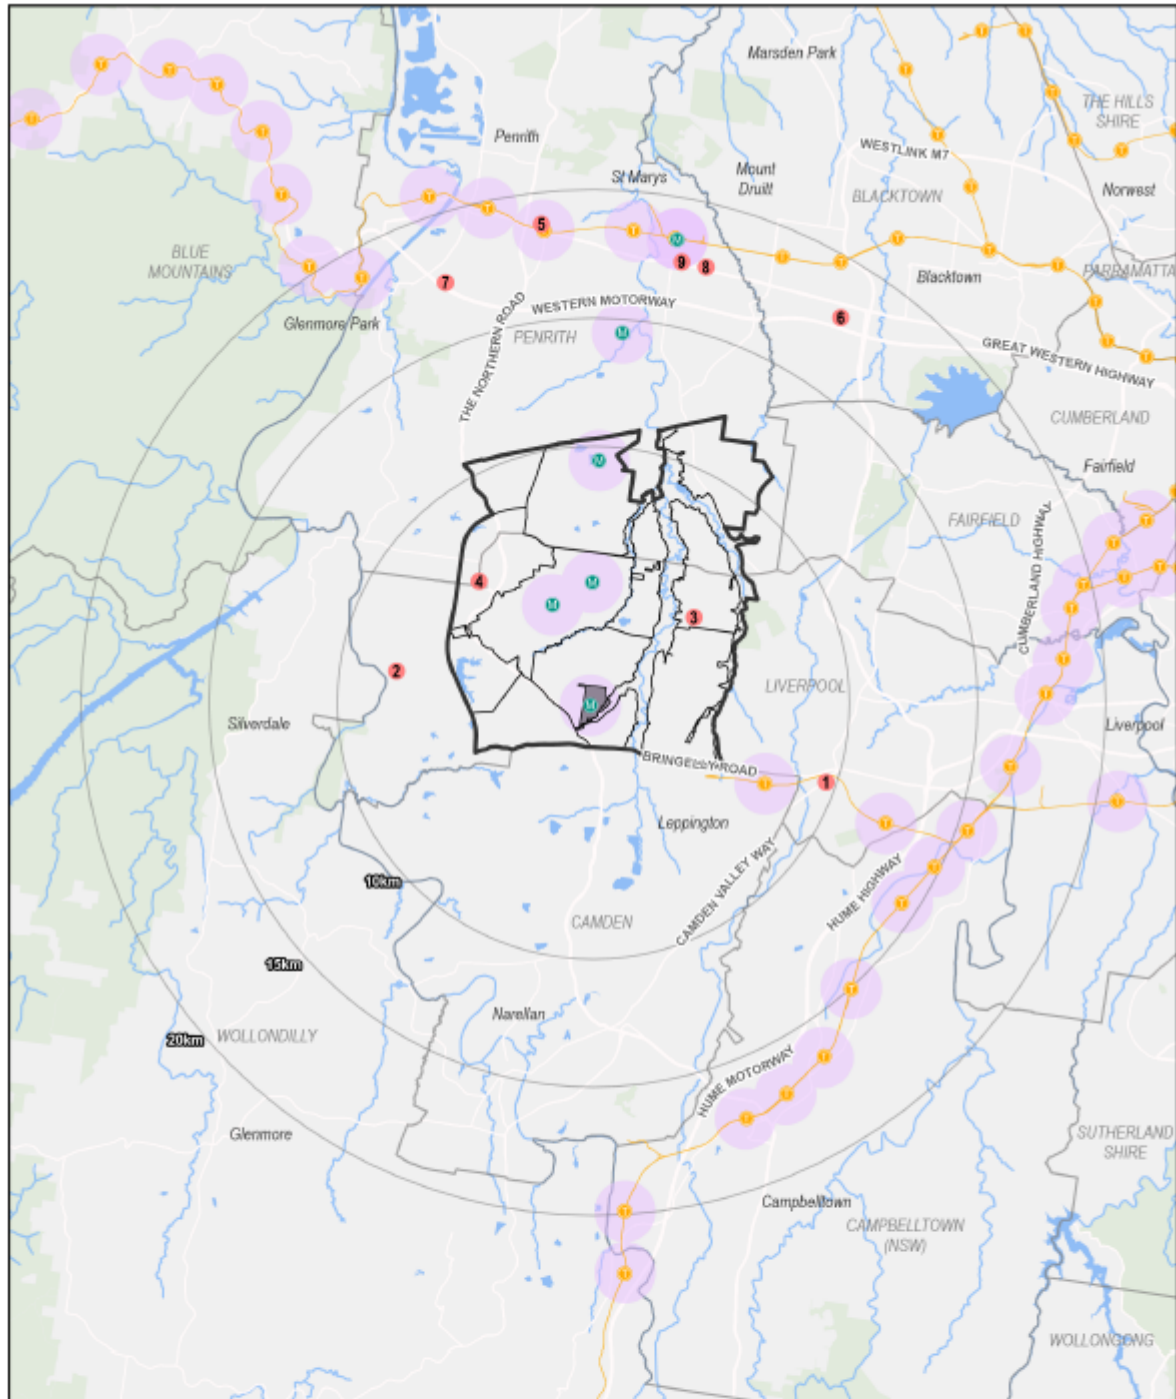 Marsden Park
THE HILLS
SHIRE
Penrith
WESTLINK M7
Mount
Druitt
St Marys
BLACKTOWN
Norwest
5
BLUE
MOUNTAINS
M
9
8
Blacktown
PARRAMATTA
7
WESTERN MOTORWAY
6
Glenmore Park
THE NORTHERN ROAD
PENRITH
M
GREAT WESTERN HIGHWAY
CUMBERLAND
M
Fairfield
FAIRFIELD
CUMBERLAND HIGHWAY
4
M
M
3
2
LIVERPOOL
M
Silverdale
Liverpool
BRINGELLY ROAD
1
Leppington
CAMDEN VALLEY WAY
HUME HIGHWAY
10km
CAMDEN
15km
Narellan
20km
WOLLONDILLY
HUME MOTORWAY
Glenmore
SUTHERLAND
SHIRE
Campbelltown
CAMPBELLTOWN
(NSW)
WOLLONGONG